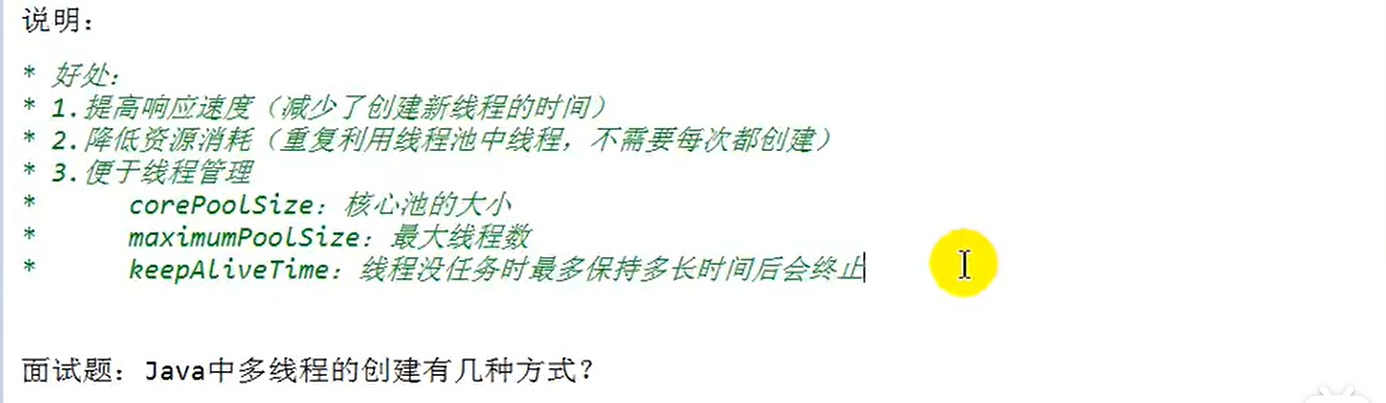 说明：
* 好处：
* 1.提高响应速度（减少了创建新线程的时间）
* 2.降低资源消耗（重复利用线程池中线程，不需要每次都创建）
* 3.便于线程管理
* corePoolSize：核心池的大小
* maximumPoolSize：最大线程数
* keepAliveTime：线程没任务时最多保持多长时间后会终止
面试题：Java中多线程的创建有几种方式？